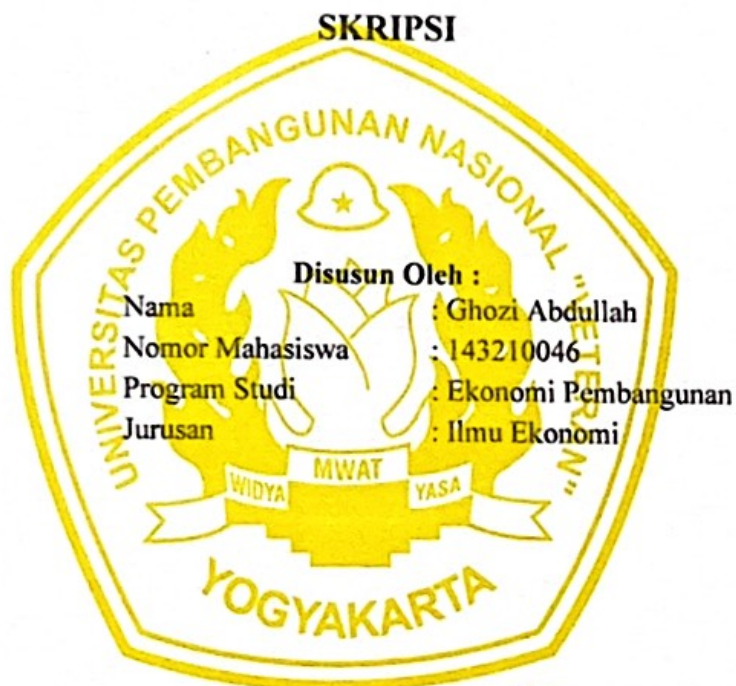 SKRIPSI
UNIVERSITAS PEMBANGUNAN NASIONAL "VETERAN"
Disusun Oleh :
Nama : Ghozi Abdullah
Nomor Mahasiswa : 143210046
Program Studi : Ekonomi Pembangunan
Jurusan : Ilmu Ekonomi
WIDYA MWAT YASA
YOGYAKARTA